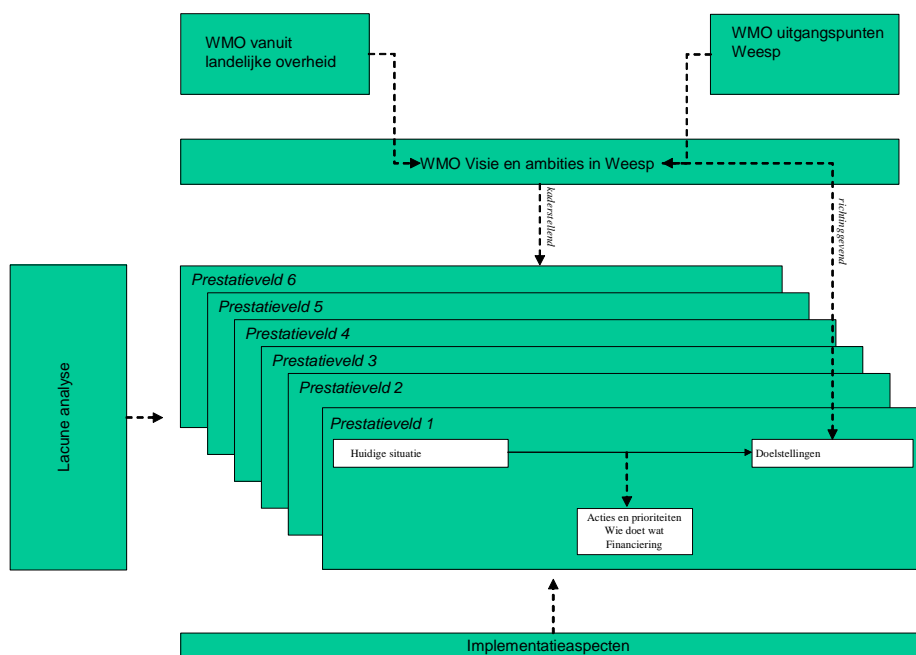 WMO vanuit
landelijke overheid
WMO uitgangspunten
Weesp
WMO Visie en ambities in Weesp
kaderstellend
richtinggevend
Lacune analyse
Prestatieveld 6
Prestatieveld 5
Prestatieveld 4
Prestatieveld 3
Prestatieveld 2
Prestatieveld 1
Huidige situatie
Doelstellingen
Acties en prioriteiten
Wie doet wat
Financiering
Implementatieaspecten